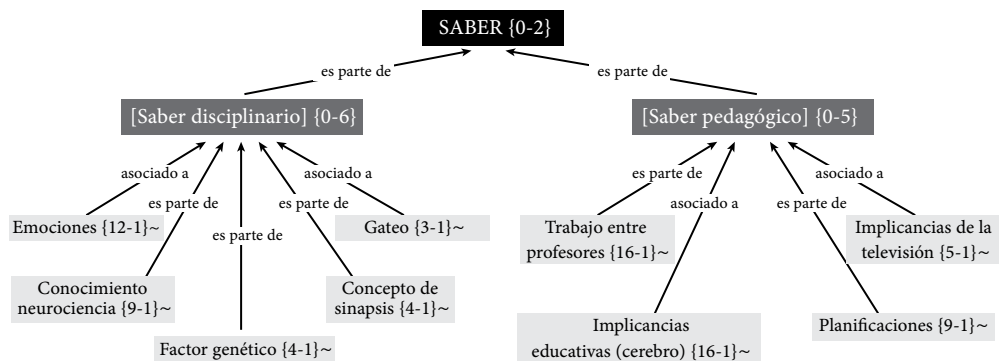 SABER {0-2}
es parte de
es parte de
[Saber disciplinario] {0-6}
[Saber pedagógico] {0-5}
asociado a
asociado a
es parte de
es parte de
es parte de
es parte de
asociado a
asociado a
es parte de
es parte de
Emociones {12-1}~
Gateo {3-1}~
Trabajo entre
profesores {16-1}~
Implicancias de la
televisión {5-1}~
Conocimiento
neurociencia {9-1}~
Concepto de
sinapsis {4-1}~
Factor genético {4-1}~
Implicancias
educativas (cerebro) {16-1}~
Planificaciones {9-1}~